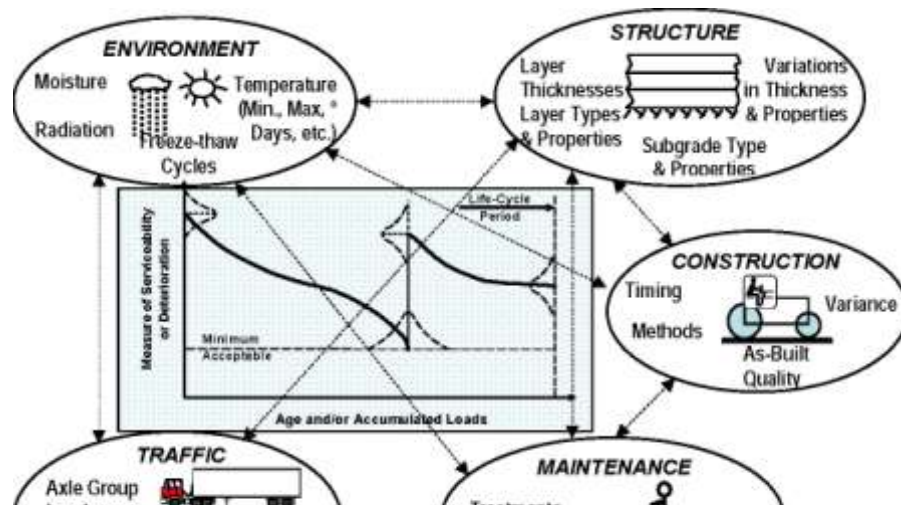 ENVIRONMENT
Moisture
Radiation
Temperature
(Min., Max, °
Days, etc.)
Freeze-thaw
Cycles
STRUCTURE
Layer
Thicknesses
Layer Types
& Properties
Variations
in Thickness
& Properties
Subgrade Type
& Properties
Measure of Serviceability
or Deterioration
Life-Cycle
Period
Minimum
Acceptable
Age and/or Accumulated Loads
CONSTRUCTION
Timing
Methods
Variance
As-Built
Quality
TRAFFIC
Axle Group
MAINTENANCE